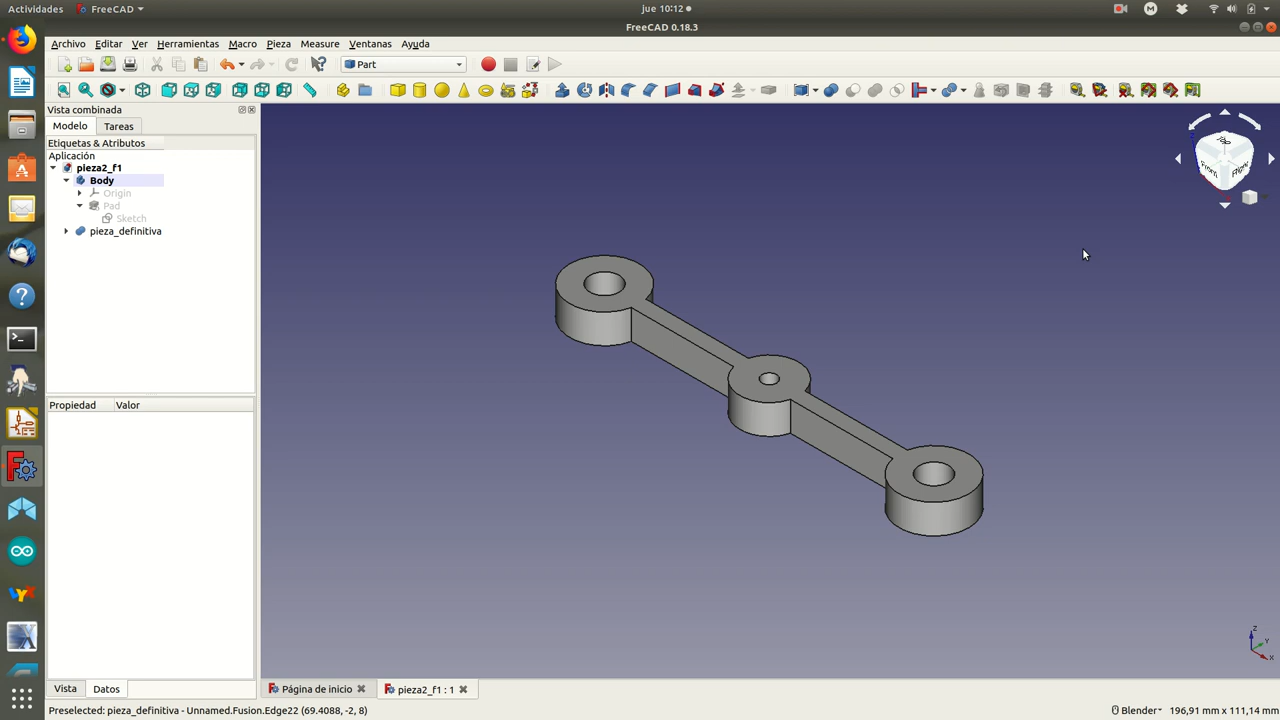 Actividades
FreeCAD
jue 10:12
FreeCAD 0.18.3
Archivo Editar Ver Herramientas Macro Pieza Measure Ventanas Ayuda
Part
Vista combinada
Modelo Tareas
Etiquetas & Atributos
Aplicación
pieza2_f1
Body
Origin
Pad
Sketch
pieza_definitiva
Propiedad Valor
Vista Datos
Página de inicio
pieza2_f1 : 1
Preselected: pieza_definitiva - Unnamed.Fusion.Edge22 (69.4088, -2, 8)
Blender
196,91 mm x 111,14 mm